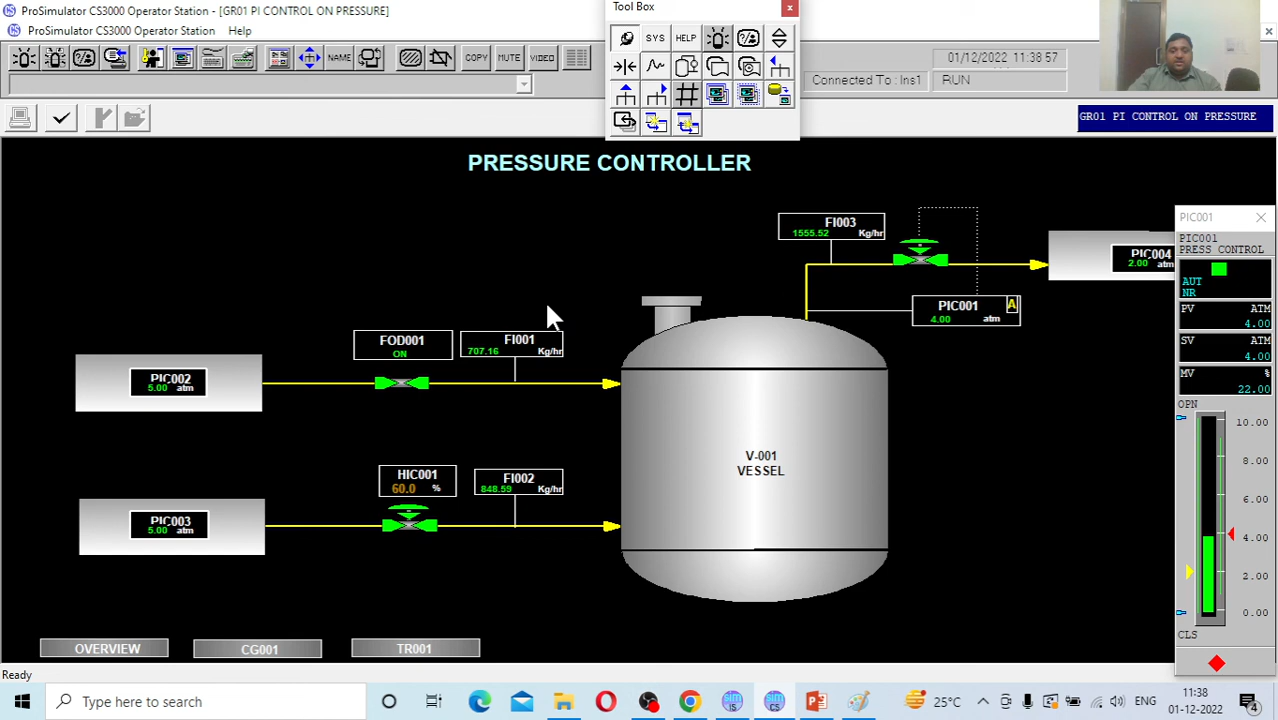 ProSimulator CS3000 Operator Station - [GR01 PI CONTROL ON PRESSURE]
Tool Box
ProSimulator CS3000 Operator Station Help
SYS HELP
NAME COPY MUTE VIDEO
01/12/2022 11:38:57
Connected To : Ins1 RUN
GR01 PI CONTROL ON PRESSURE
PRESSURE CONTROLLER
FI003
1555.52 Kg/hr
PIC004
2.00 atm
PIC001
4.00 atm
A
FOD001
ON
FI001
707.16 Kg/hr
PIC002
5.00 atm
HIC001
60.0 %
FI002
848.59 Kg/hr
PIC003
5.00 atm
V-001
VESSEL
PIC001
PIC001
PRESS CONTROL
AUT
NR
PV ATM
4.00
SV ATM
4.00
MV %
22.00
OPN
10.00
8.00
6.00
4.00
2.00
0.00
CLS
OVERVIEW CG001 TR001
Ready
Type here to search
IS CS
25°C ENG
11:38
01-12-2022
4